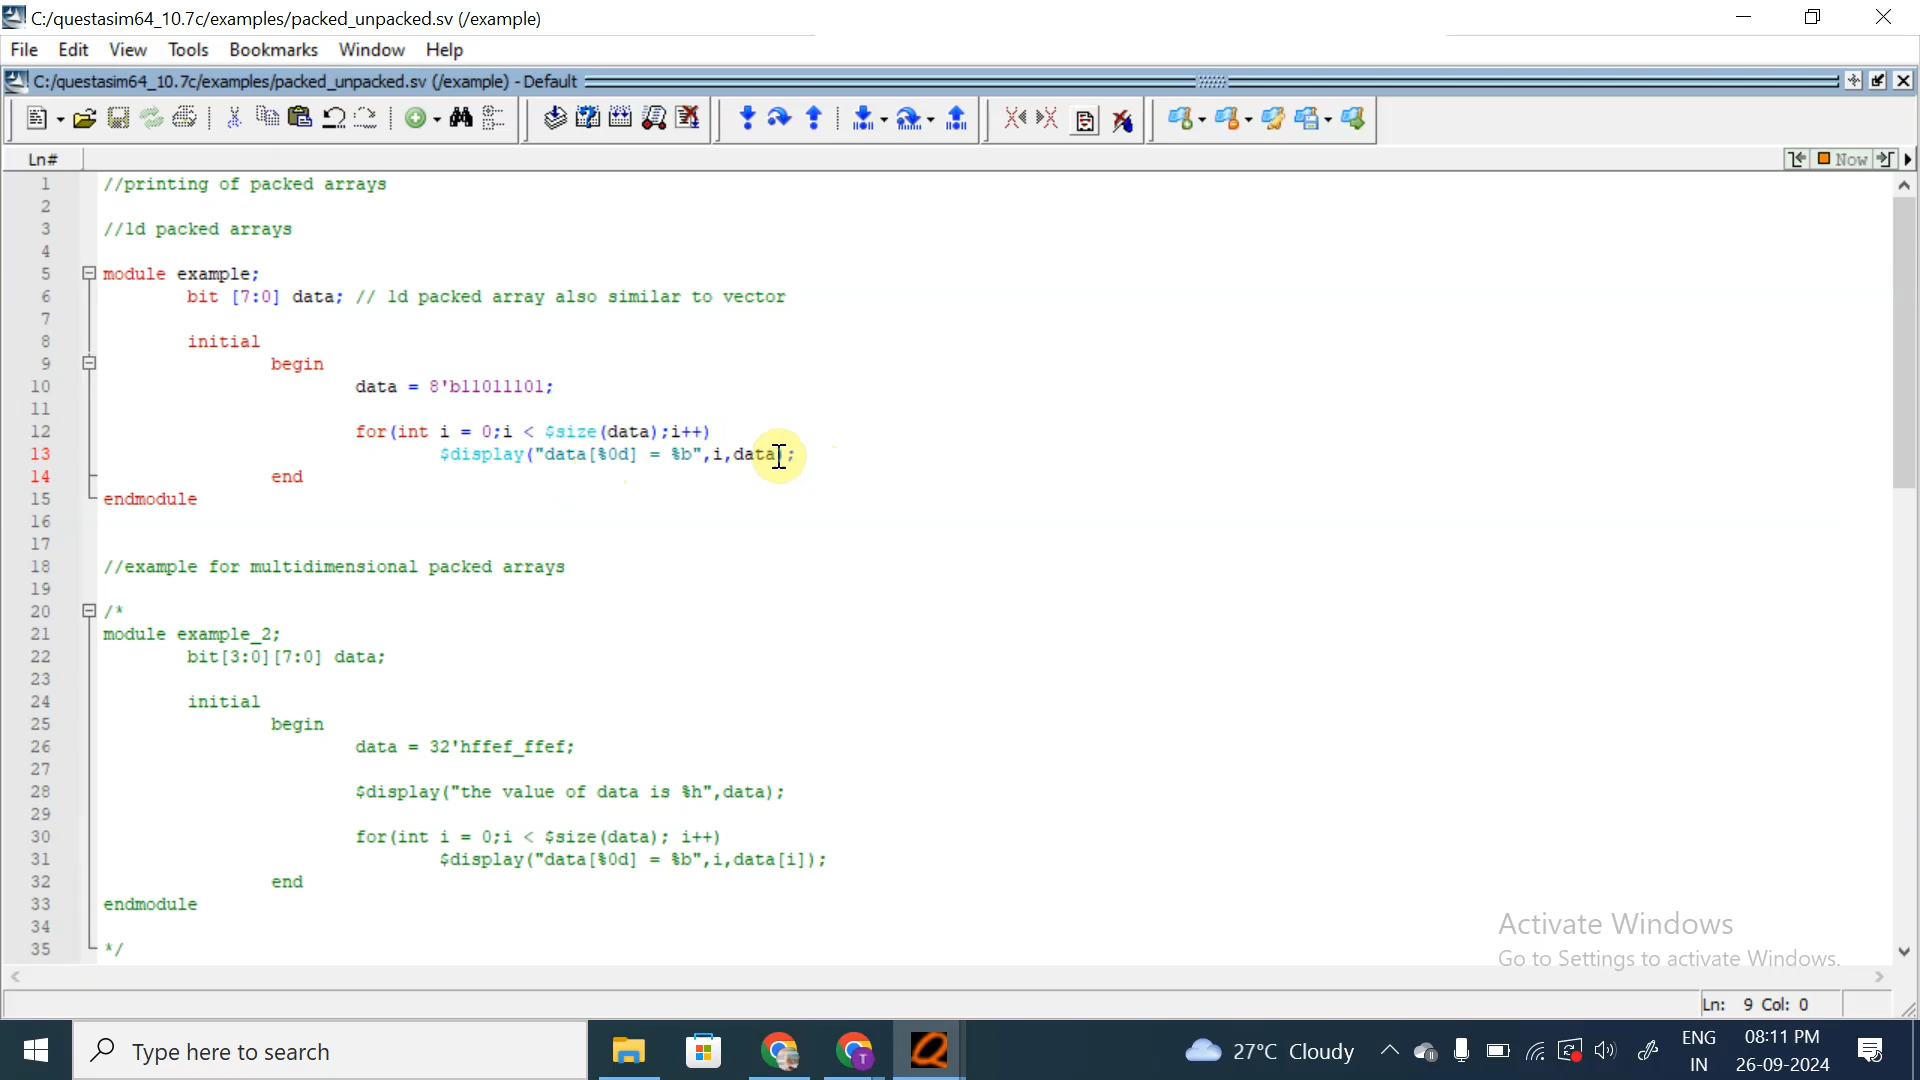 C:/questasim64_10.7c/examples/packed_unpacked.sv (/example)
File Edit View Tools Bookmarks Window Help
C:/questasim64_10.7c/examples/packed_unpacked.sv (/example) - Default
Ln#
Now
1 //printing of packed arrays
2
3 //1d packed arrays
4
5 module example;
6 bit [7:0] data; // 1d packed array also similar to vector
7
8 initial
9 begin
10 data = 8'b11011101;
11
12 for(int i = 0;i < $size(data);i++)
13 $display("data[%0d] = %b",i,data);
14 end
15 endmodule
16
17
18 //example for multidimensional packed arrays
19
20 /*
21 module example_2;
22 bit[3:0][7:0] data;
23
24 initial
25 begin
26 data = 32'hffef_ffef;
27
28 $display("the value of data is %h",data);
29
30 for(int i = 0;i < $size(data); i++)
31 $display("data[%0d] = %b",i,data[i]);
32 end
33 endmodule
34
35 */
Activate Windows
Go to Settings to activate Windows.
Ln: 9 Col: 0
Type here to search
27°C Cloudy
ENG
IN
08:11 PM
26-09-2024